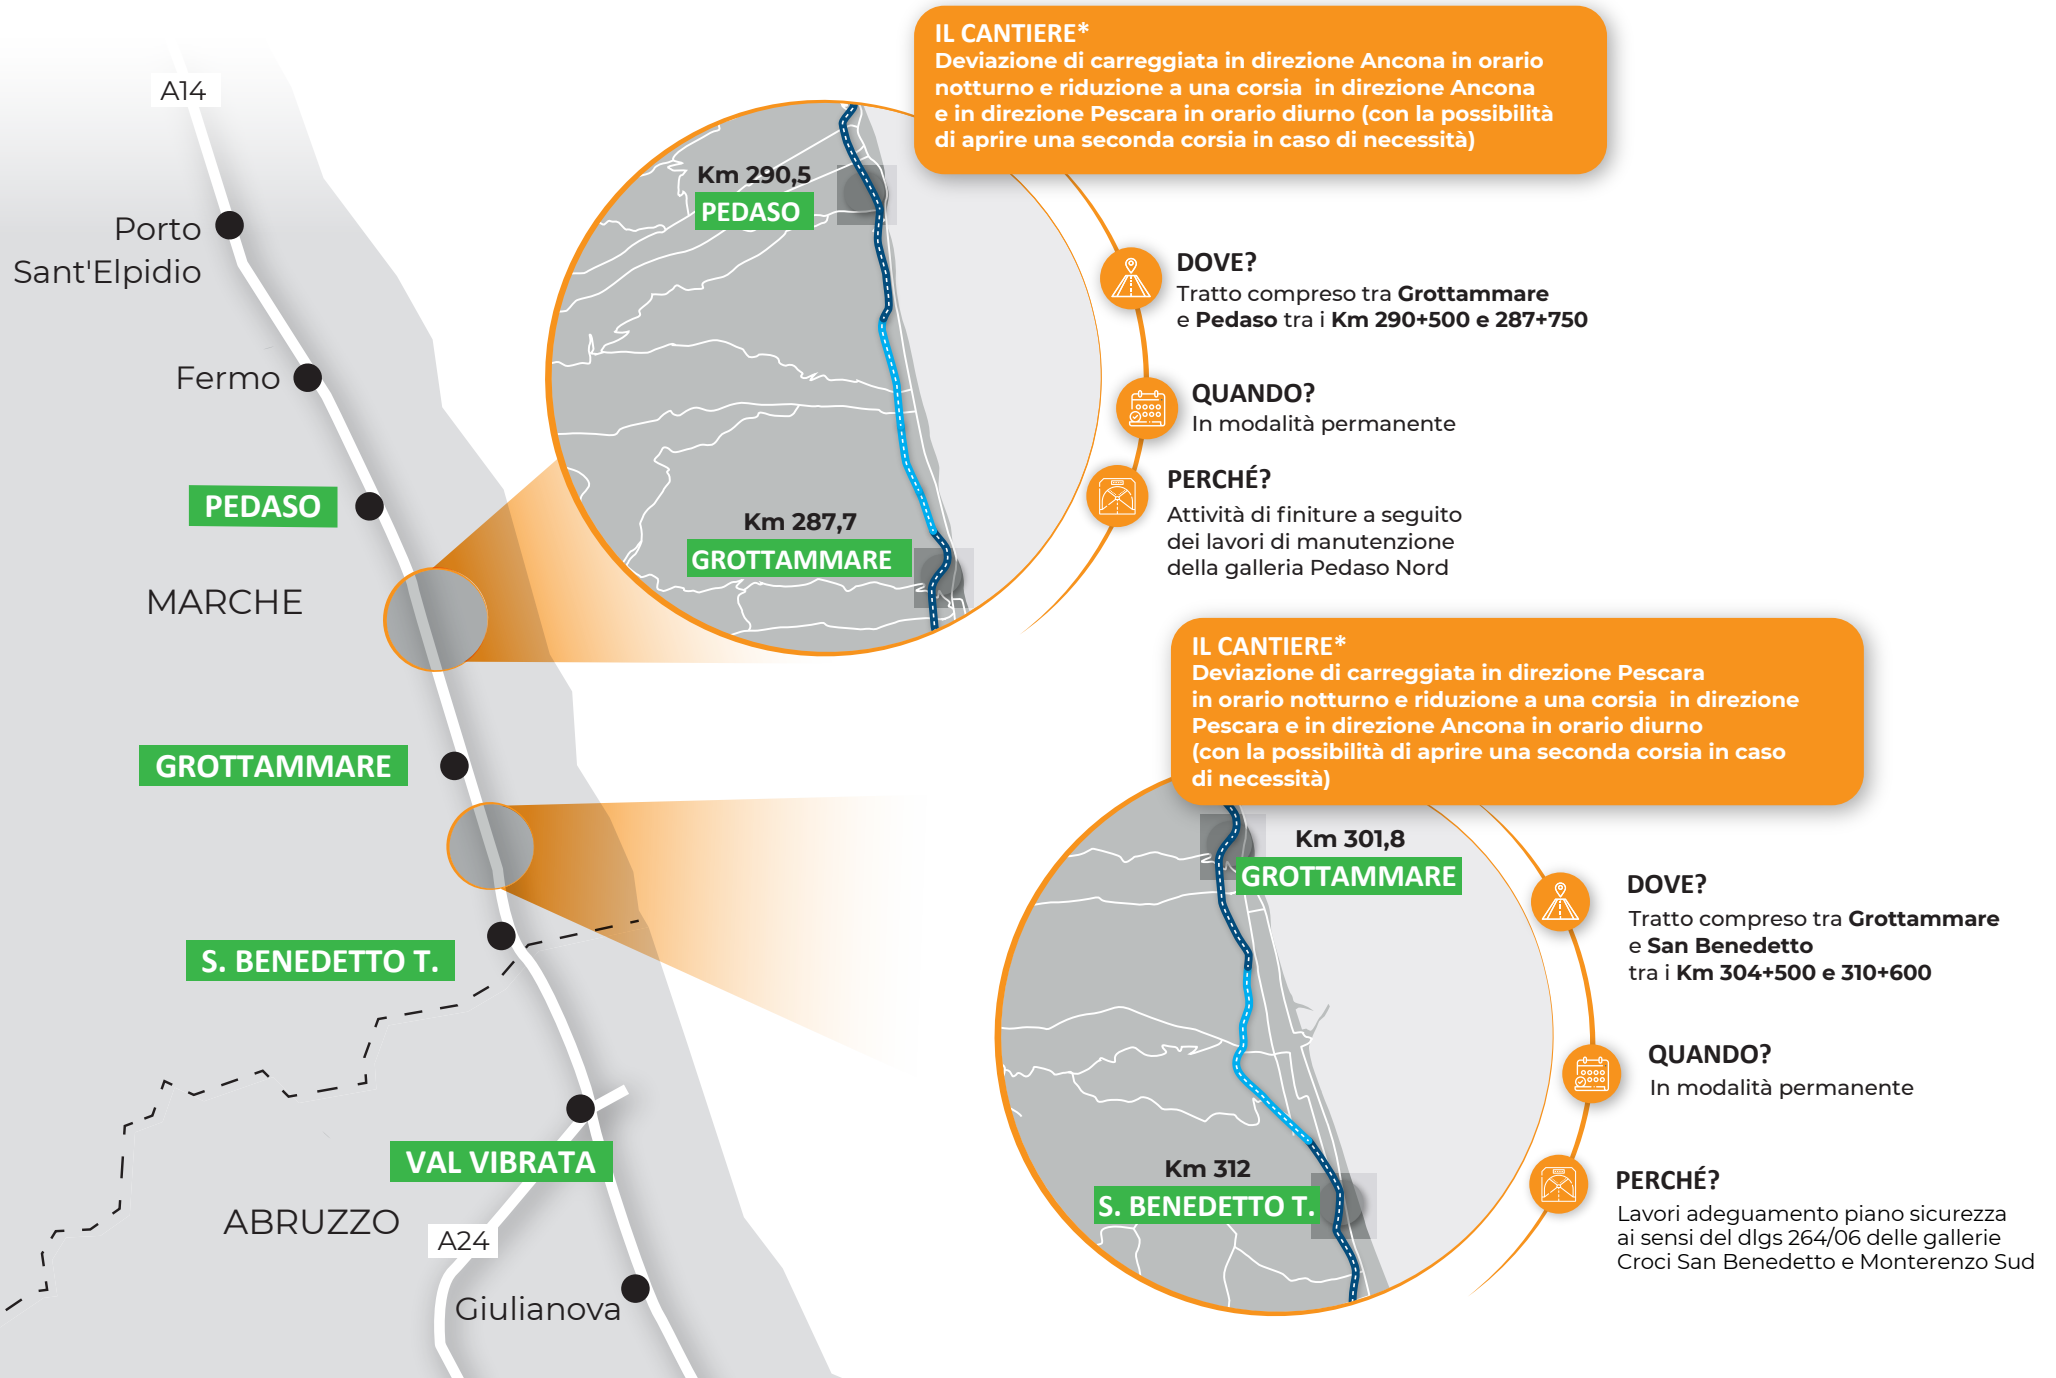 A14
Porto
Sant'Elpidio
Fermo
PEDASO
MARCHE
GROTTAMMARE
S. BENEDETTO T.
VAL VIBRATA
ABRUZZO
A24
Giulianova
IL CANTIERE*
Deviazione di carreggiata in direzione Ancona in orario
notturno e riduzione a una corsia in direzione Ancona
e in direzione Pescara in orario diurno (con la possibilità
di aprire una seconda corsia in caso di necessità)
Km 290,5
PEDASO
Km 287,7
GROTTAMMARE
DOVE?
Tratto compreso tra Grottammare
e Pedaso tra i Km 290+500 e 287+750
QUANDO?
In modalità permanente
PERCHÉ?
Attività di finiture a seguito
dei lavori di manutenzione
della galleria Pedaso Nord
IL CANTIERE*
Deviazione di carreggiata in direzione Pescara
in orario notturno e riduzione a una corsia in direzione
Pescara e in direzione Ancona in orario diurno
(con la possibilità di aprire una seconda corsia in caso
di necessità)
Km 301,8
GROTTAMMARE
Km 312
S. BENEDETTO T.
DOVE?
Tratto compreso tra Grottammare
e San Benedetto
tra i Km 304+500 e 310+600
QUANDO?
In modalità permanente
PERCHÉ?
Lavori adeguamento piano sicurezza
ai sensi del dlgs 264/06 delle gallerie
Croci San Benedetto e Monterenzo Sud